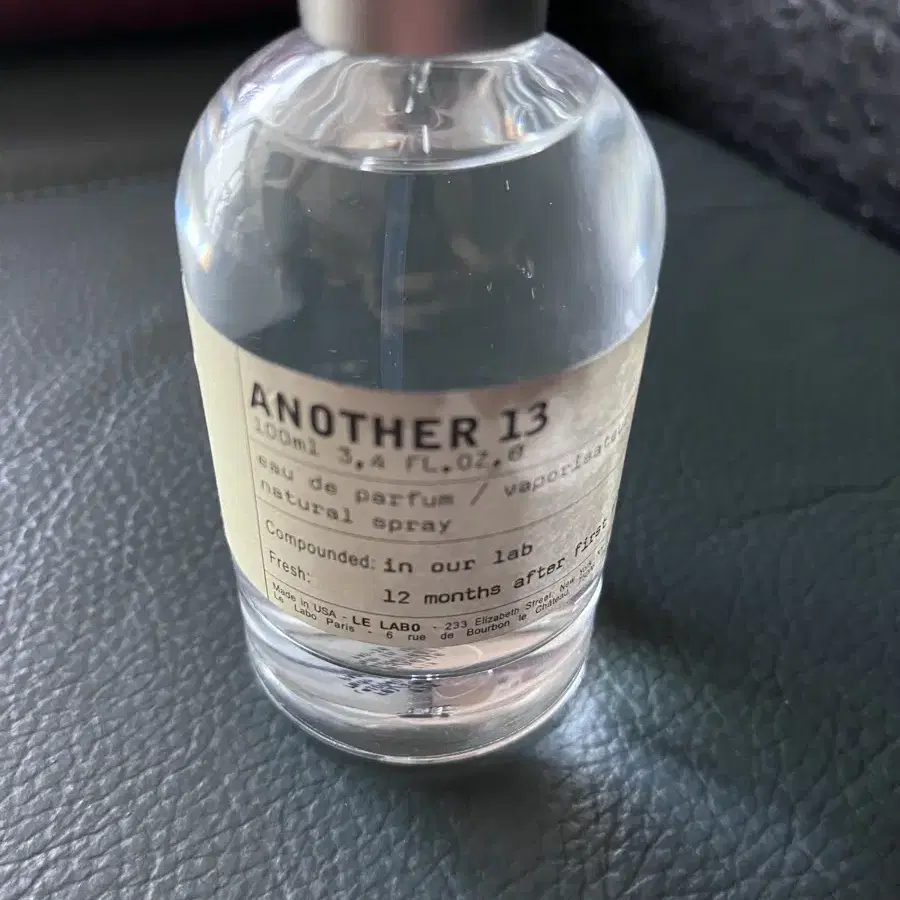 ANOTHER 13
100ml 3,4 FL.OZ.e
eau de parfum / vaporisateur
natural spray
Compounded: in our lab
Fresh: 12 months after first
Made in USA - LE LABO - 233 Elizabeth Street, New York
Le Labo Paris - 6 rue de Bourbon le Château,